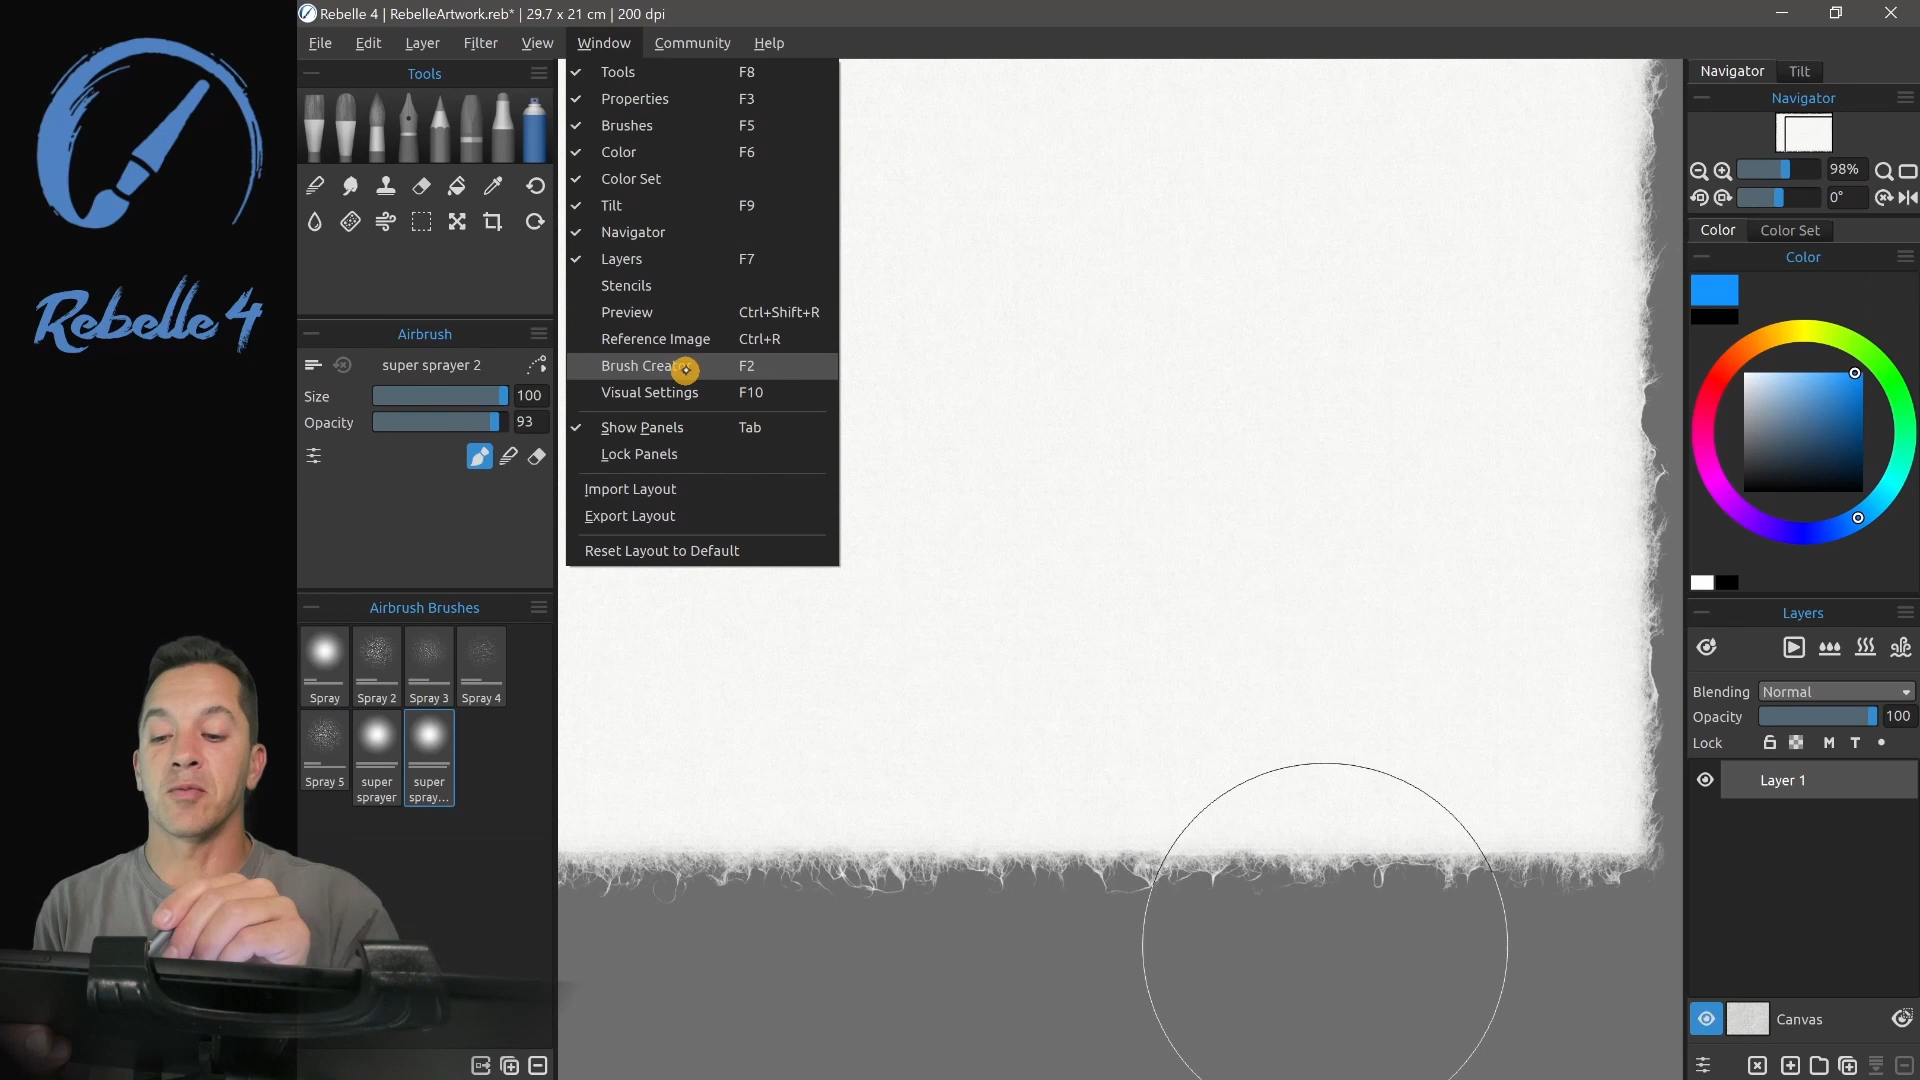 Rebelle 4 | RebelleArtwork.reb* | 29.7 x 21 cm | 200 dpi
File Edit Layer Filter View Window Community Help
Rebelle 4
Tools
Tools F8
Properties F3
Brushes F5
Color F6
Color Set
Tilt F9
Navigator
Layers F7
Stencils
Preview Ctrl+Shift+R
Reference Image Ctrl+R
Brush Creator F2
Visual Settings F10
Show Panels Tab
Lock Panels
Import Layout
Export Layout
Reset Layout to Default
Airbrush
super sprayer 2
Size 100
Opacity 93
Airbrush Brushes
Spray Spray 2 Spray 3 Spray 4
Spray 5 super sprayer super spray...
Navigator Tilt
Navigator
98%
0°
Color Color Set
Color
Layers
Blending Normal
Opacity 100
Lock M T
Layer 1
Canvas